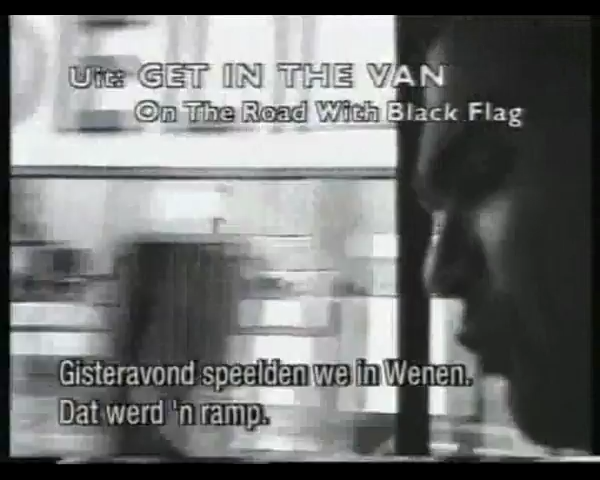 Uit: GET IN THE VAN
On The Road With Black Flag
Gisteravond speelden we in Wenen.
Dat werd 'n ramp.